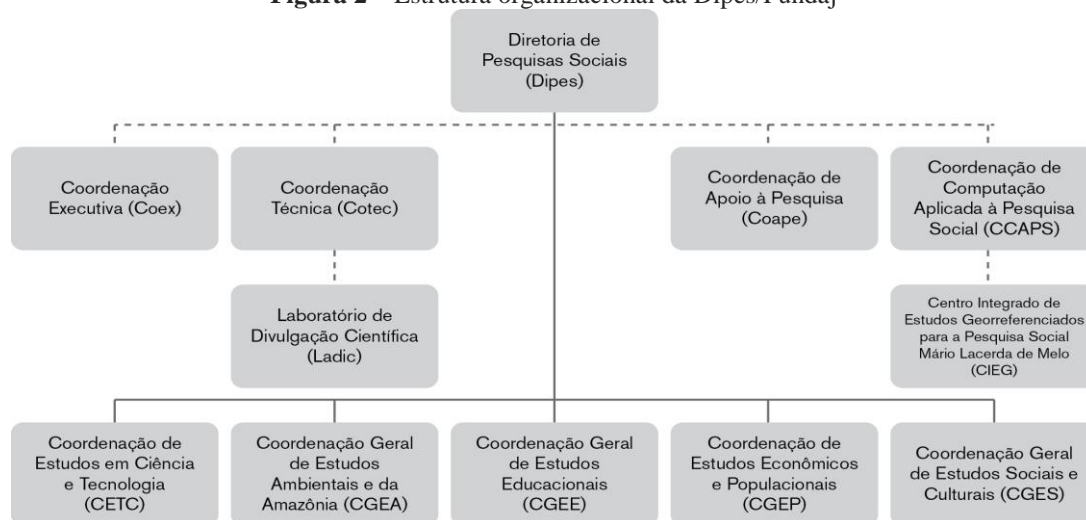 Figura 2 – Estrutura organizacional da Dipes/Fundaj
Diretoria de
Pesquisas Sociais
(Dipes)
Coordenação
Executiva (Coex)
Coordenação
Técnica (Cotec)
Coordenação de
Apoio à Pesquisa
(Coape)
Coordenação de
Computação
Aplicada à Pesquisa
Social (CCAPS)
Laboratório de
Divulgação Científica
(Ladic)
Centro Integrado de
Estudos Georreferenciados
para a Pesquisa Social
Mário Lacerda de Melo
(CIEG)
Coordenação de
Estudos em Ciência
e Tecnologia
(CETC)
Coordenação Geral
de Estudos
Ambientais e da
Amazônia (CGEA)
Coordenação Geral
de Estudos
Educacionais
(CGEE)
Coordenação de
Estudos Econômicos
e Populacionais
(CGEP)
Coordenação Geral
de Estudos Sociais e
Culturais (CGES)